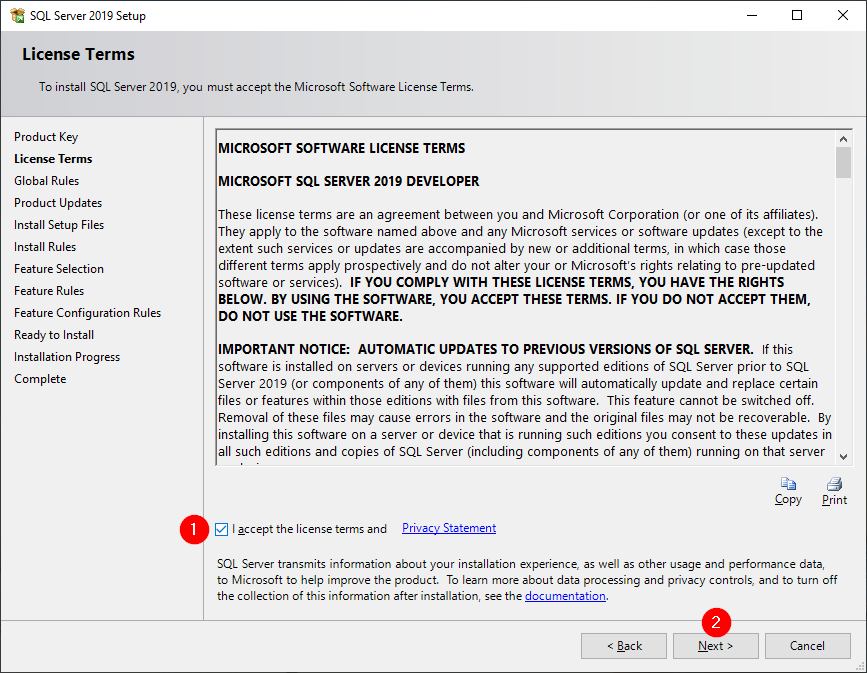 SQL Server 2019 Setup
License Terms
To install SQL Server 2019, you must accept the Microsoft Software License Terms.
Product Key
License Terms
Global Rules
Product Updates
Install Setup Files
Install Rules
Feature Selection
Feature Rules
Feature Configuration Rules
Ready to Install
Installation Progress
Complete
MICROSOFT SOFTWARE LICENSE TERMS
MICROSOFT SQL SERVER 2019 DEVELOPER
These license terms are an agreement between you and Microsoft Corporation (or one of its affiliates).
They apply to the software named above and any Microsoft services or software updates (except to the
extent such services or updates are accompanied by new or additional terms, in which case those
different terms apply prospectively and do not alter your or Microsoft's rights relating to pre-updated
software or services).  IF YOU COMPLY WITH THESE LICENSE TERMS, YOU HAVE THE RIGHTS
BELOW. BY USING THE SOFTWARE, YOU ACCEPT THESE TERMS. IF YOU DO NOT ACCEPT THEM,
DO NOT USE THE SOFTWARE.
IMPORTANT NOTICE:  AUTOMATIC UPDATES TO PREVIOUS VERSIONS OF SQL SERVER.  If this
software is installed on servers or devices running any supported editions of SQL Server prior to SQL
Server 2019 (or components of any of them) this software will automatically update and replace certain
files or features within those editions with files from this software.  This feature cannot be switched off.
Removal of these files may cause errors in the software and the original files may not be recoverable.  By
installing this software on a server or device that is running such editions you consent to these updates in
all such editions and copies of SQL Server (including components of any of them) running on that server
Copy
Print
1
I accept the license terms and Privacy Statement
SQL Server transmits information about your installation experience, as well as other usage and performance data,
to Microsoft to help improve the product.  To learn more about data processing and privacy controls, and to turn off
the collection of this information after installation, see the documentation.
2
< Back
Next >
Cancel